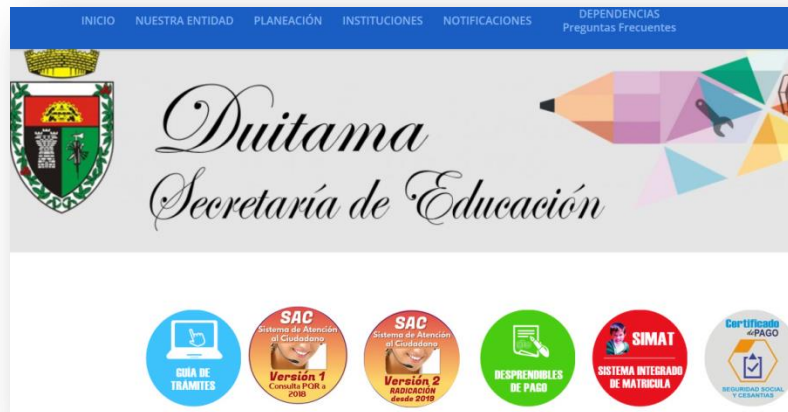 INICIO NUESTRA ENTIDAD PLANEACIÓN INSTITUCIONES NOTIFICACIONES DEPENDENCIAS
Preguntas Frecuentes
Duitama
Secretaría de Educación
GUÍA DE
TRÁMITES
SAC
Sistema de Atención
al Ciudadano
Versión 1
Consulta POR a
2018
SAC
Sistema de Atención
al Ciudadano
Versión 2
RADICACIÓN
desde 2019
DESPRENDIBLES
DE PAGO
SIMAT
SISTEMA INTEGRADO
DE MATRICULA
Certificado
de PAGO
SEGURIDAD SOCIAL
Y CESANTIAS